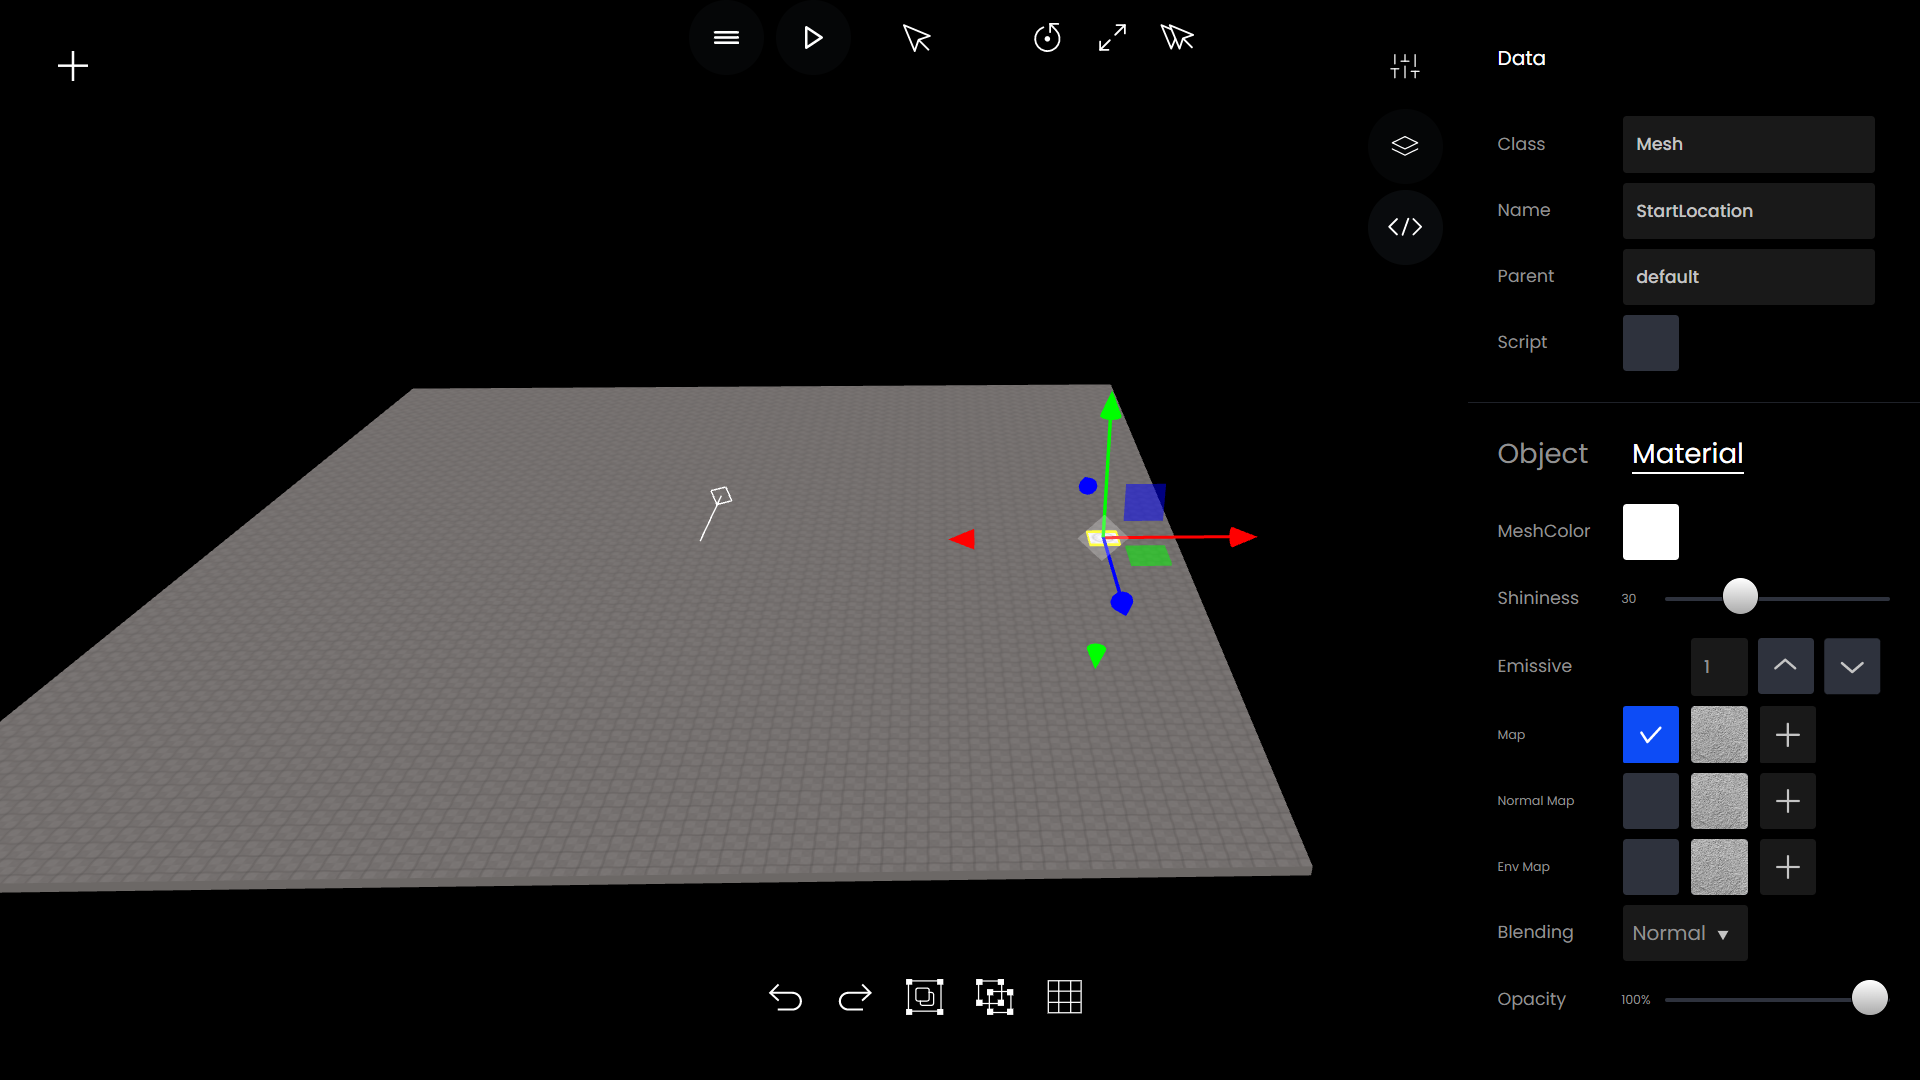 Data
Class Mesh
Name StartLocation
Parent default
Script
Object Material
MeshColor
Shininess 30
Emissive 1
Map
Normal Map
Env Map
Blending Normal
Opacity 100%